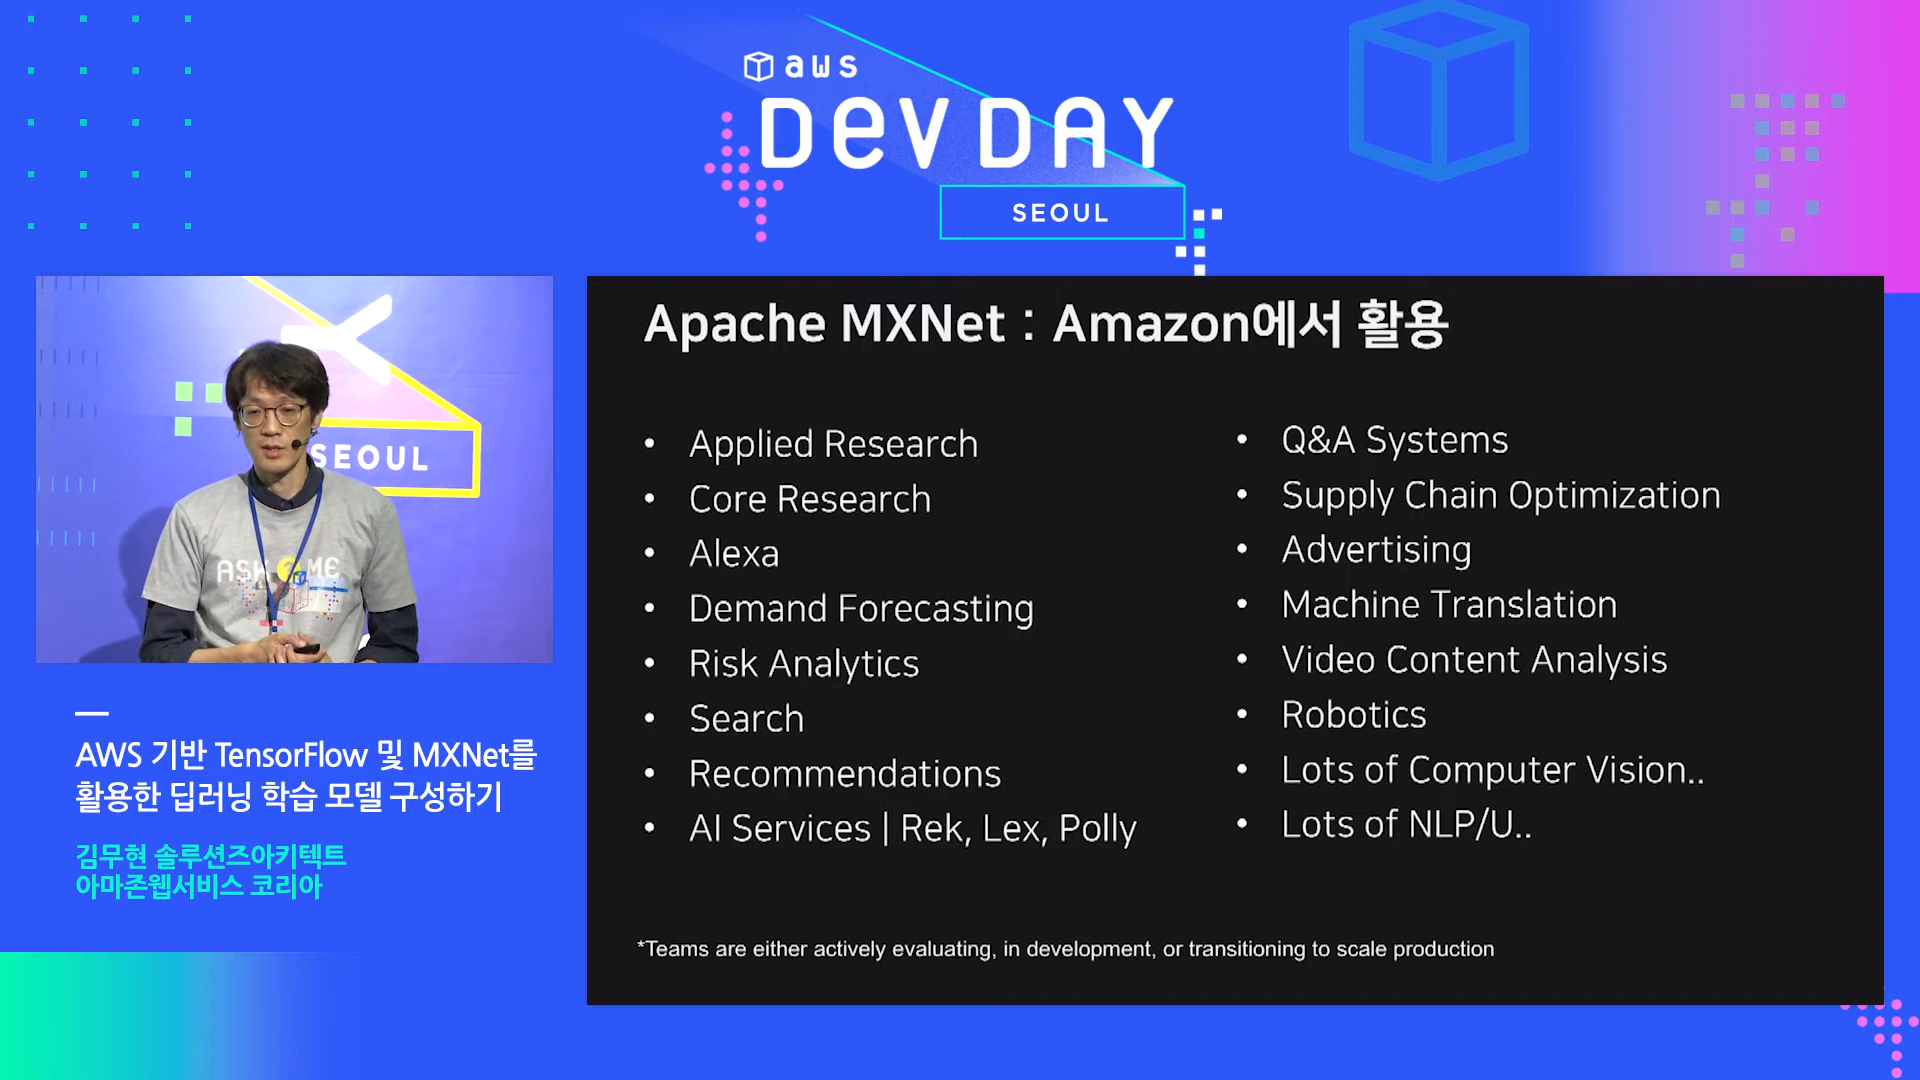 aws
DEV DAY
SEOUL
SEOUL
ASK ? ME
AWS 기반 TensorFlow 및 MXNet를
활용한 딥러닝 학습 모델 구성하기
김무현 솔루션즈아키텍트
아마존웹서비스 코리아
Apache MXNet : Amazon에서 활용
• Applied Research
• Core Research
• Alexa
• Demand Forecasting
• Risk Analytics
• Search
• Recommendations
• AI Services | Rek, Lex, Polly
• Q&A Systems
• Supply Chain Optimization
• Advertising
• Machine Translation
• Video Content Analysis
• Robotics
• Lots of Computer Vision..
• Lots of NLP/U..
*Teams are either actively evaluating, in development, or transitioning to scale production